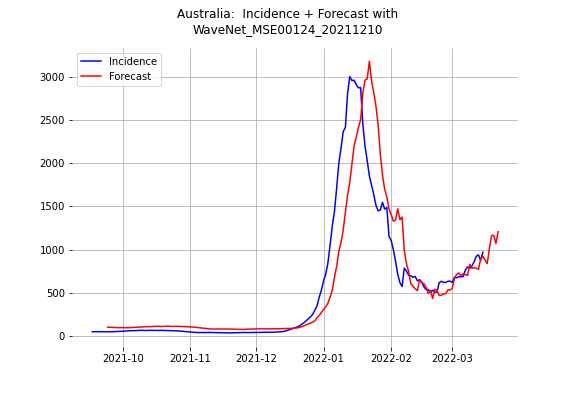 Australia:  Incidence + Forecast with
WaveNet_MSE00124_20211210
Incidence
Forecast
3000
2500
2000
1500
1000
500
0
2021-10 2021-11 2021-12 2022-01 2022-02 2022-03